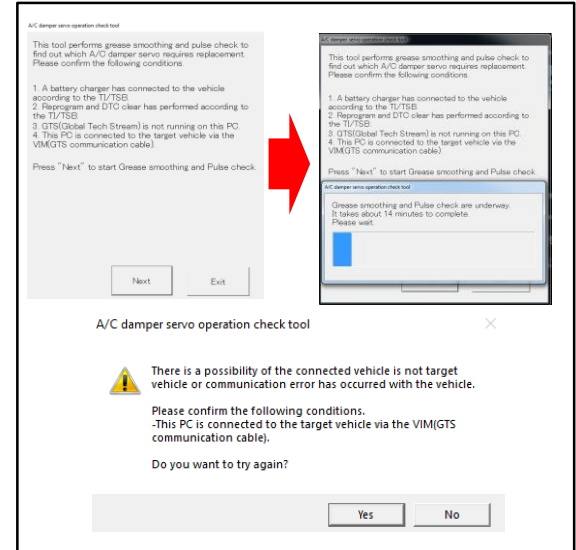 A/C damper servo operation check tool
This tool performs grease smoothing and pulse check to
find out which A/C damper servo requires replacement.
Please confirm the following conditions.
1. A battery charger has connected to the vehicle
according to the TI/TSB.
2. Reprogram and DTC clear has performed according to
the TI/TSB.
3. GTS(Global Tech Stream) is not running on this PC.
4. This PC is connected to the target vehicle via the
VIM(GTS communication cable).
Press "Next" to start Grease smoothing and Pulse check.
Next
Exit
A/C damper servo operation check tool
This tool performs grease smoothing and pulse check to
find out which A/C damper servo requires replacement.
Please confirm the following conditions.
1. A battery charger has connected to the vehicle
according to the TI/TSB.
2. Reprogram and DTC clear has performed according to
the TI/TSB.
3. GTS(Global Tech Stream) is not running on this PC.
4. This PC is connected to the target vehicle via the
VIM(GTS communication cable).
Press "Next" to start Grease smoothing and Pulse check.
A/C damper servo operation check tool
Grease smoothing and Pulse check are underway.
It takes about 14 minutes to complete.
Please wait.
A/C damper servo operation check tool
There is a possibility of the connected vehicle is not target
vehicle or communication error has occurred with the vehicle.
Please confirm the following conditions.
-This PC is connected to the target vehicle via the VIM(GTS
communication cable).
Do you want to try again?
Yes
No